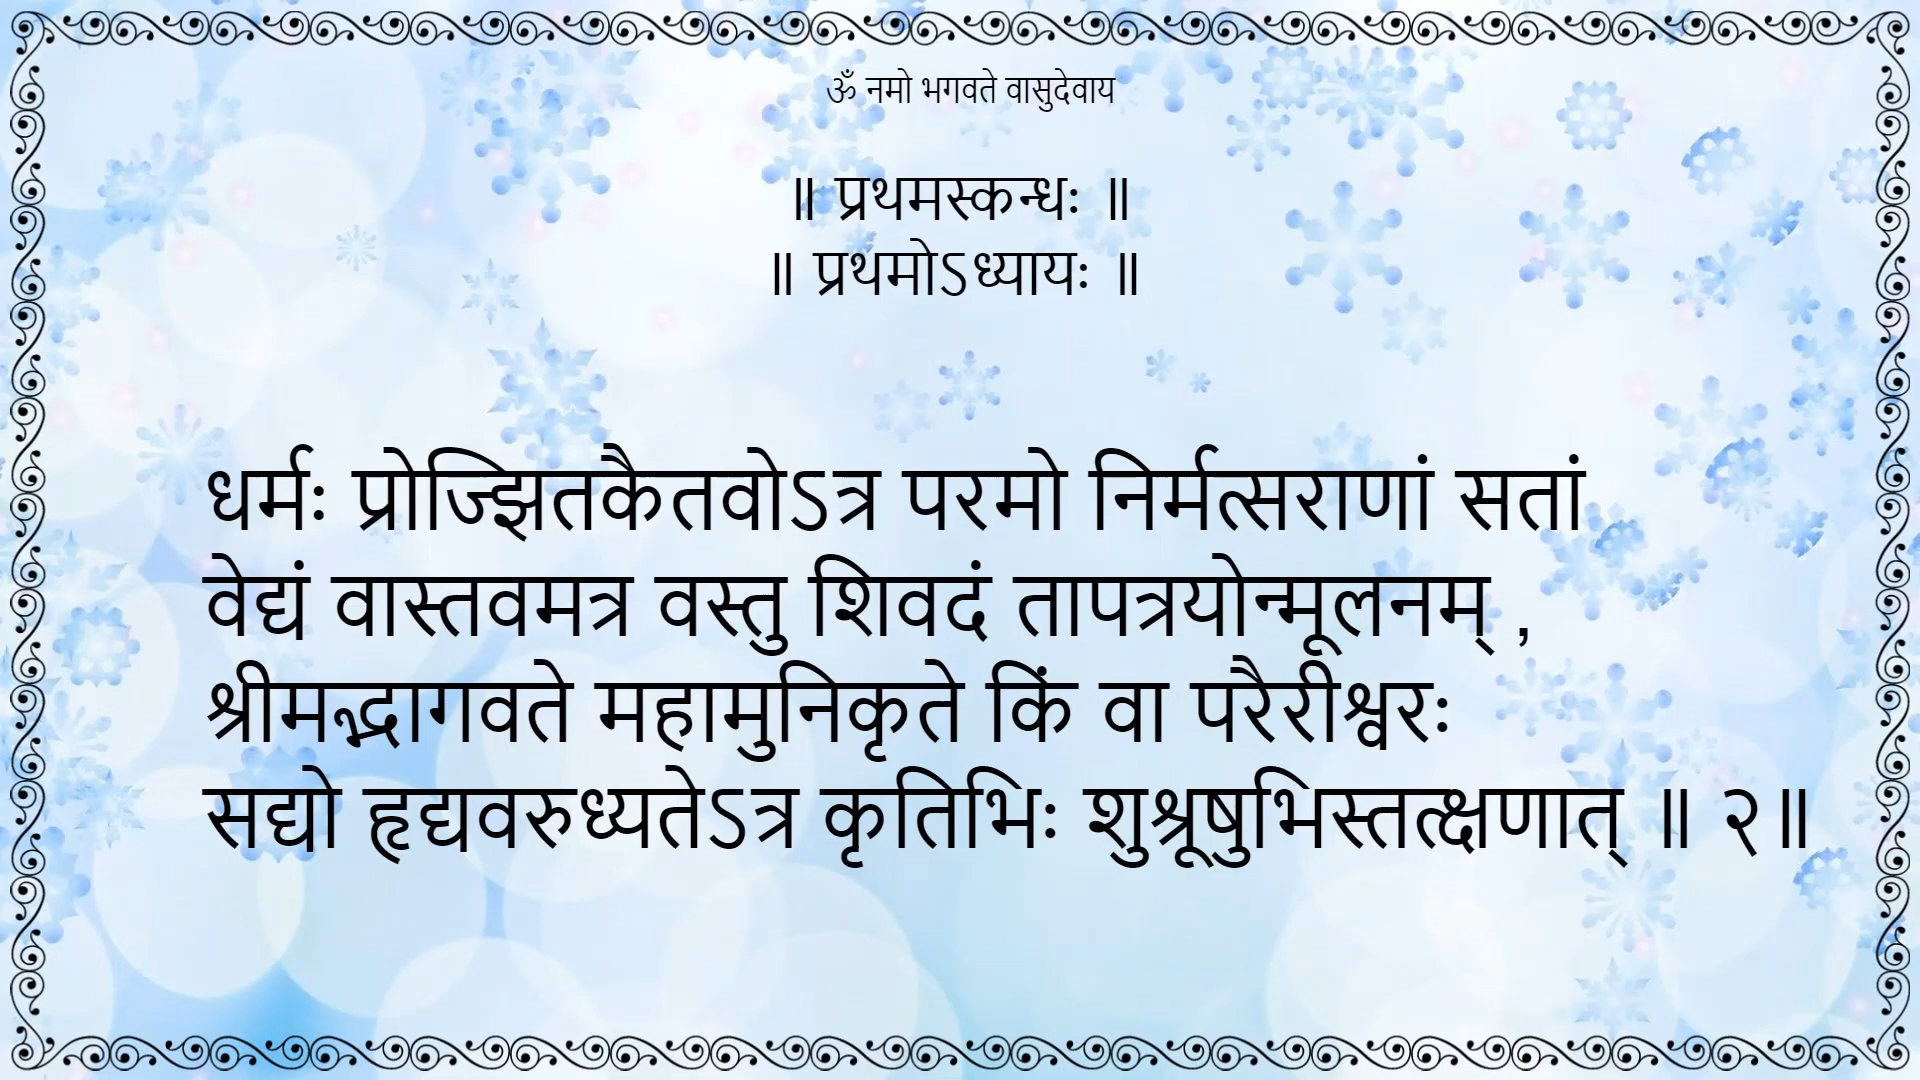 ॐ नमो भगवते वासुदेवाय
॥ प्रथमस्कन्धः ॥
॥ प्रथमोऽध्यायः ॥
धर्मः प्रोज्झितकैतवोऽत्र परमो निर्मत्सराणां सतां
वेद्यं वास्तवमत्र वस्तु शिवदं तापत्रयोन्मूलनम् ,
श्रीमद्भागवते महामुनिकृते किं वा परैरीश्वरः
सद्यो हृद्यवरुध्यतेऽत्र कृतिभिः शुश्रूषुभिस्तत्क्षणात् ॥ २॥